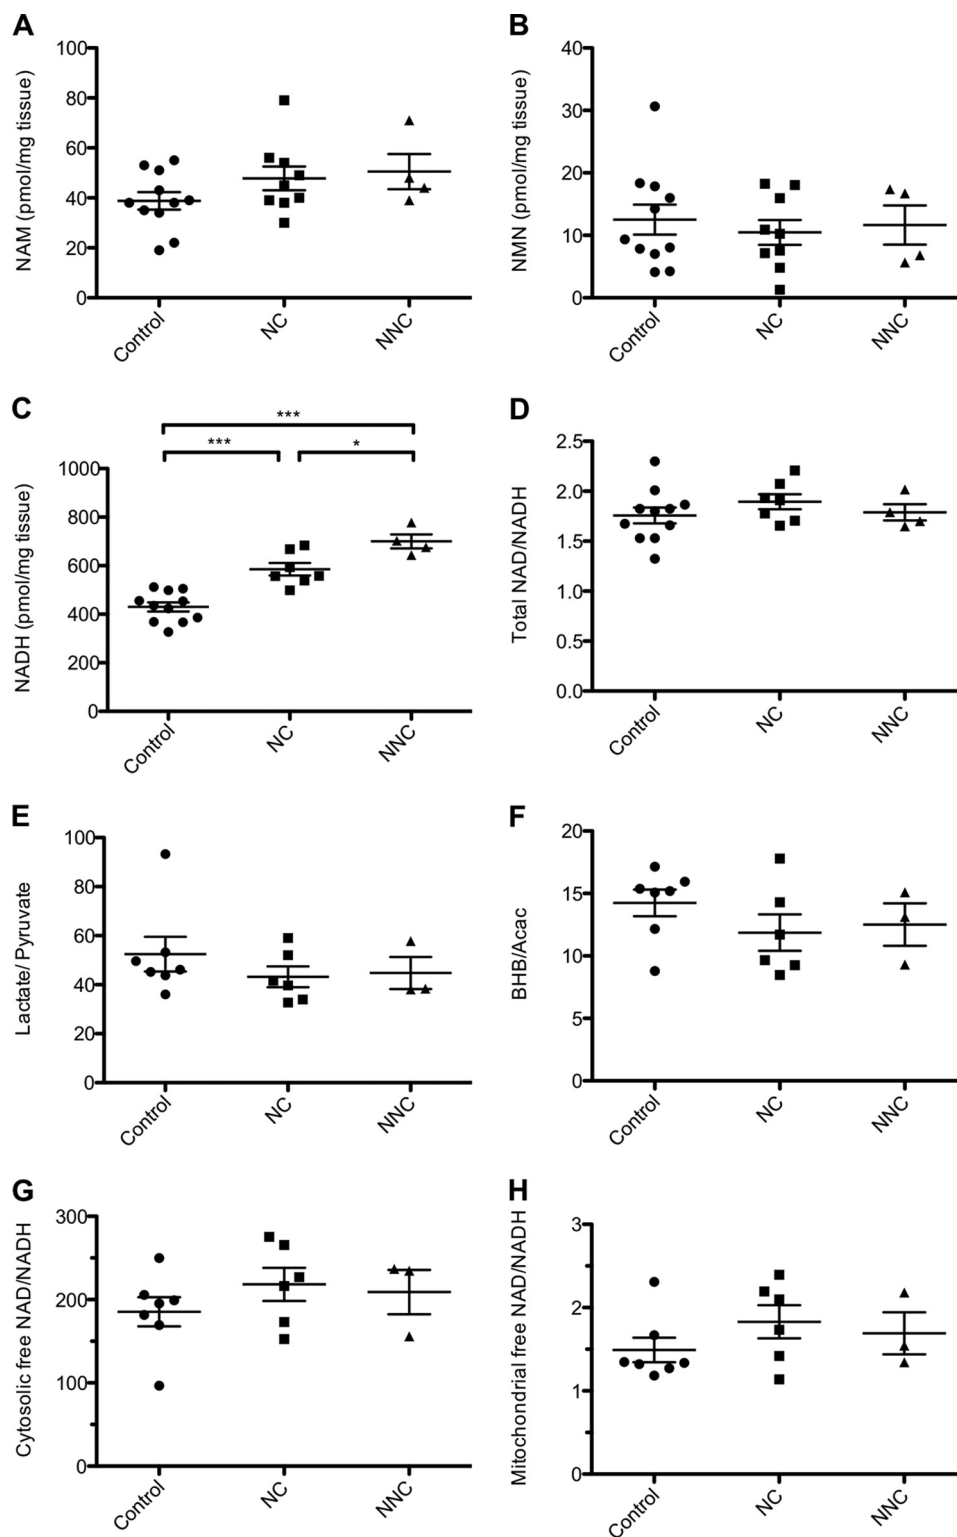 A
NAM (pmol/mg tissue)
100
80
60
40
20
0
Control
NC
NNC
B
NMN (pmol/mg tissue)
40
30
20
10
0
Control
NC
NNC
C
***
***
*
NADH (pmol/mg tissue)
1000
800
600
400
200
0
Control
NC
NNC
D
Total NAD/NADH
2.5
2.0
1.5
1.0
0.5
0.0
Control
NC
NNC
E
Lactate/ Pyruvate
100
80
60
40
20
0
Control
NC
NNC
F
BHB/Acac
20
15
10
5
0
Control
NC
NNC
G
Cytosolic free NAD/NADH
300
200
100
0
Control
NC
NNC
H
Mitochondrial free NAD/NADH
3
2
1
0
Control
NC
NNC